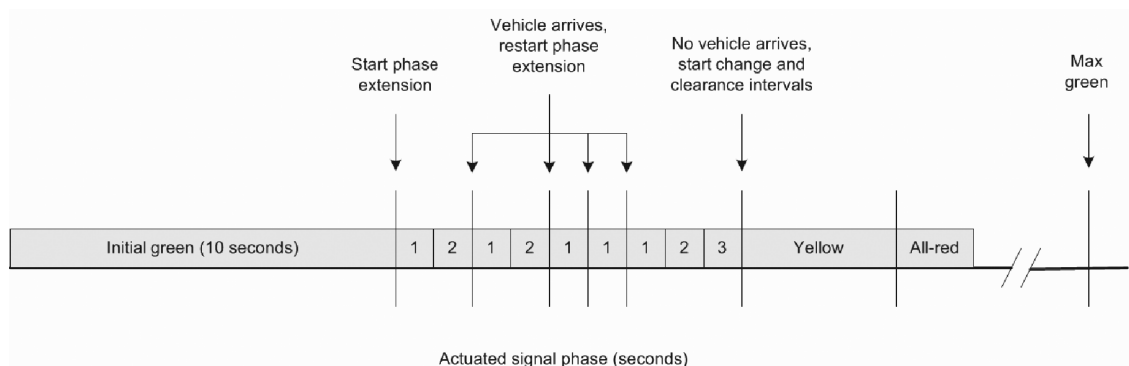 Vehicle arrives,
restart phase
extension
Start phase
extension
No vehicle arrives,
start change and
clearance intervals
Max
green
Initial green (10 seconds) 1 2 1 2 1 1 1 2 3 Yellow All-red
Actuated signal phase (seconds)